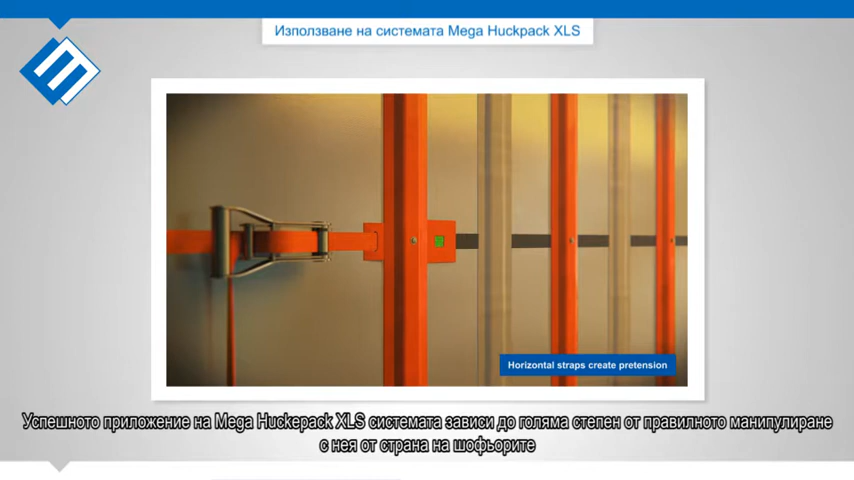 Използване на системата Mega Huckpack XLS
Horizontal straps create pretension
Успешното приложение на Mega Huckepack XLS системата зависи до голяма степен от правилното манипулиране
с нея от страна на шофьорите